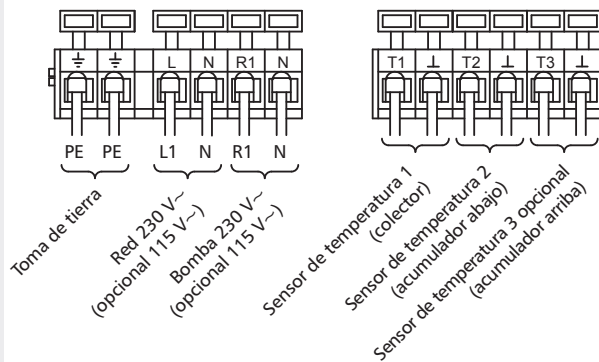 ⏚ ⏚ L N R1 N T1 ⊥ T2 ⊥ T3 ⊥
PE PE L1 N R1 N
Toma de tierra
Red 230 V~
(opcional 115 V~)
Bomba 230 V~
(opcional 115 V~)
Sensor de temperatura 1
(colector)
Sensor de temperatura 2
(acumulador abajo)
Sensor de temperatura 3 opcional
(acumulador arriba)